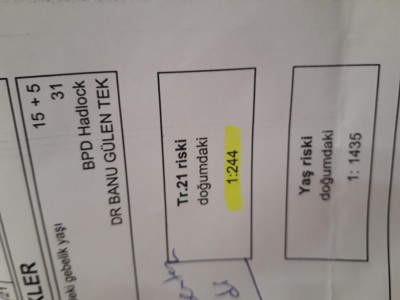 KLER
deki gebelik yaşı
15 + 5
31
BPD Hadlock
DR BANU GÜLEN TEK
Tr.21 riski
doğumdaki
1:244
Yaş riski
doğumdaki
1: 1435